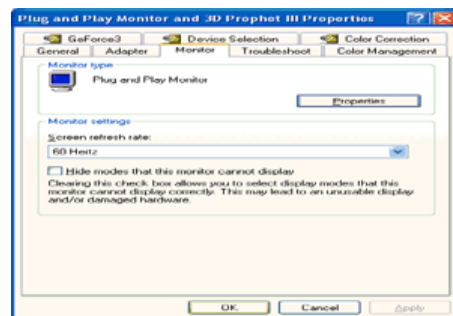 Plug and Play Monitor and 3D Prophet III Properties
GeForce3 Device Selection Color Correction
General Adapter Monitor Troubleshoot Color Management
Monitor type
Plug and Play Monitor
Properties
Monitor settings
Screen refresh rate:
60 Hertz
Hide modes that this monitor cannot display
Clearing this check box allows you to select display modes that this
monitor cannot display correctly. This may lead to an unusable display
and/or damaged hardware.
OK Cancel Apply